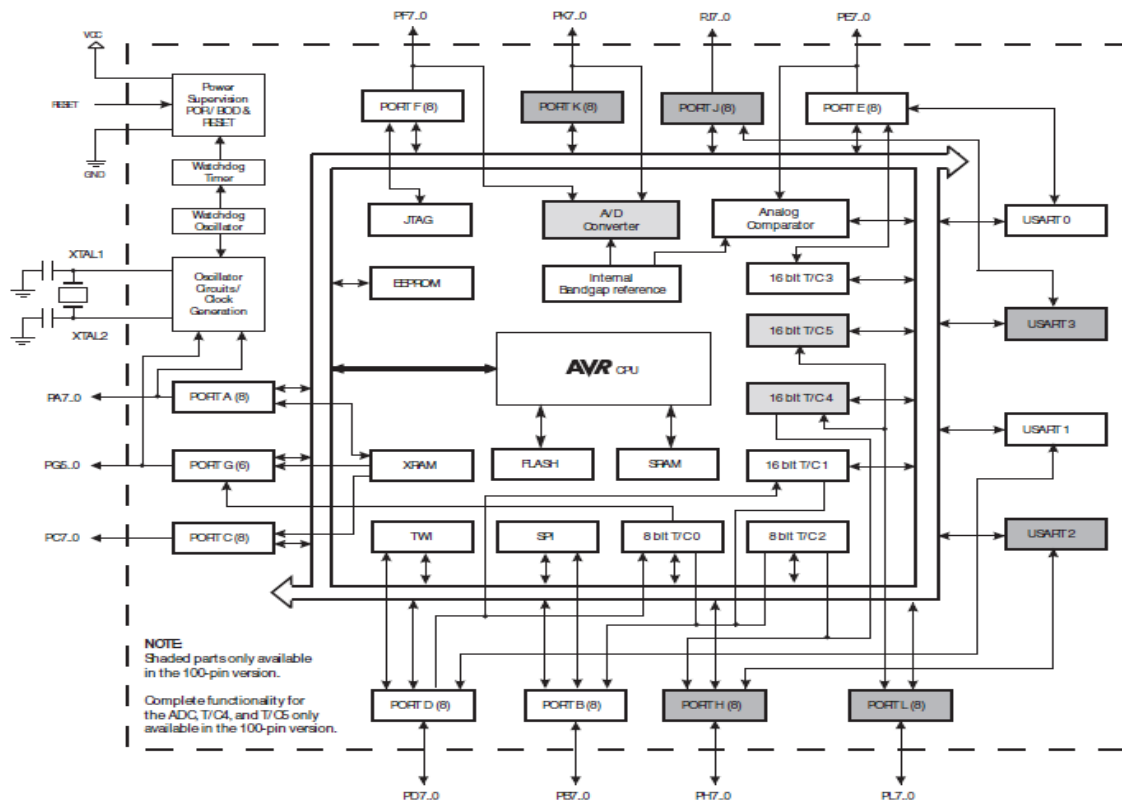 PF7..0
PK7..0
PJ7..0
PE7..0
VCC
RESET
GND
Power
Supervision
POR/ BOD &
RESET
PORT F (8)
PORT K (8)
PORT J (8)
PORT E (8)
Watchdog
Timer
Watchdog
Oscillator
XTAL1
XTAL2
Oscillator
Circuits/
Clock
Generation
JTAG
A/D
Converter
Analog
Comparator
USART 0
EEPROM
Internal
Bandgap reference
16 bit T/C 3
16 bit T/C 5
USART 3
AVR CPU
16 bit T/C 4
PA7..0
PORT A (8)
USART 1
PG5..0
PORT G (6)
XRAM
FLASH
SRAM
16 bit T/C 1
PC7..0
PORT C (8)
TWI
SPI
8 bit T/C 0
8 bit T/C 2
USART 2
NOTE:
Shaded parts only available
in the 100-pin version.
Complete functionality for
the ADC, T/C4, and T/C5 only
available in the 100-pin version.
PORT D (8)
PORT B (8)
PORT H (8)
PORT L (8)
PD7..0
PB7..0
PH7..0
PL7..0